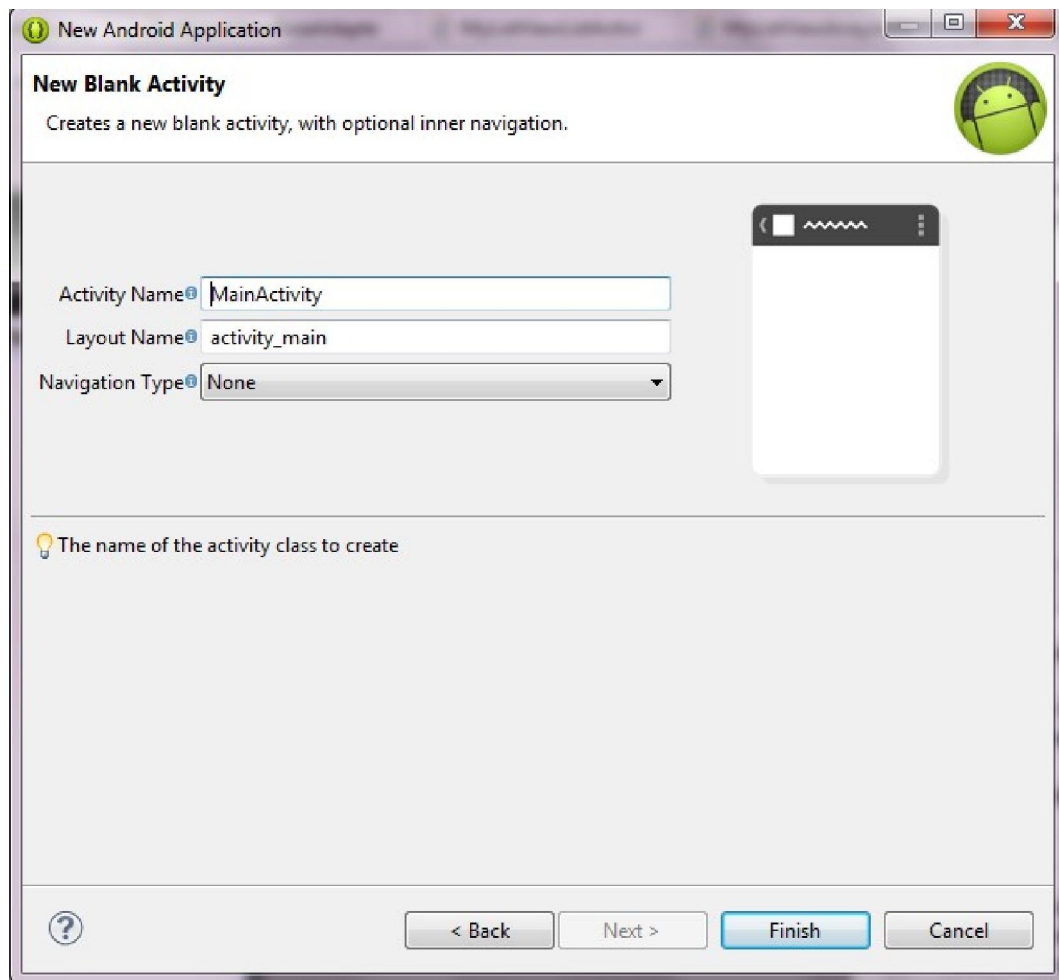 New Android Application
New Blank Activity
Creates a new blank activity, with optional inner navigation.
Activity Name MainActivity
Layout Name activity_main
Navigation Type None
The name of the activity class to create
< Back Next > Finish Cancel